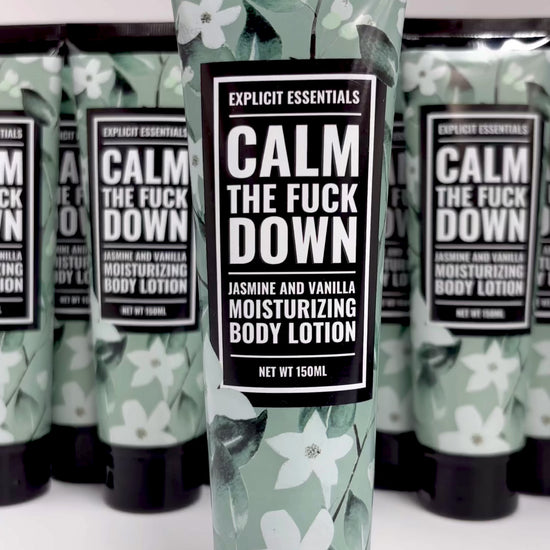 EXPLICIT ESSENTIALS
CALM
THE FUCK
DOWN
JASMINE AND VANILLA
MOISTURIZING
BODY LOTION
NET WT 150ML
EXPLICIT ESSENTIALS
CALM
THE FUCK
DOWN
JASMINE AND VANILLA
MOISTURIZING
BODY LOTION
NET WT 150ML
EXPLICIT ESSENTIALS
CALM
THE FUCK
DOWN
JASMINE AND VANILLA
MOISTURIZING
BODY LOTION
NET WT 150ML